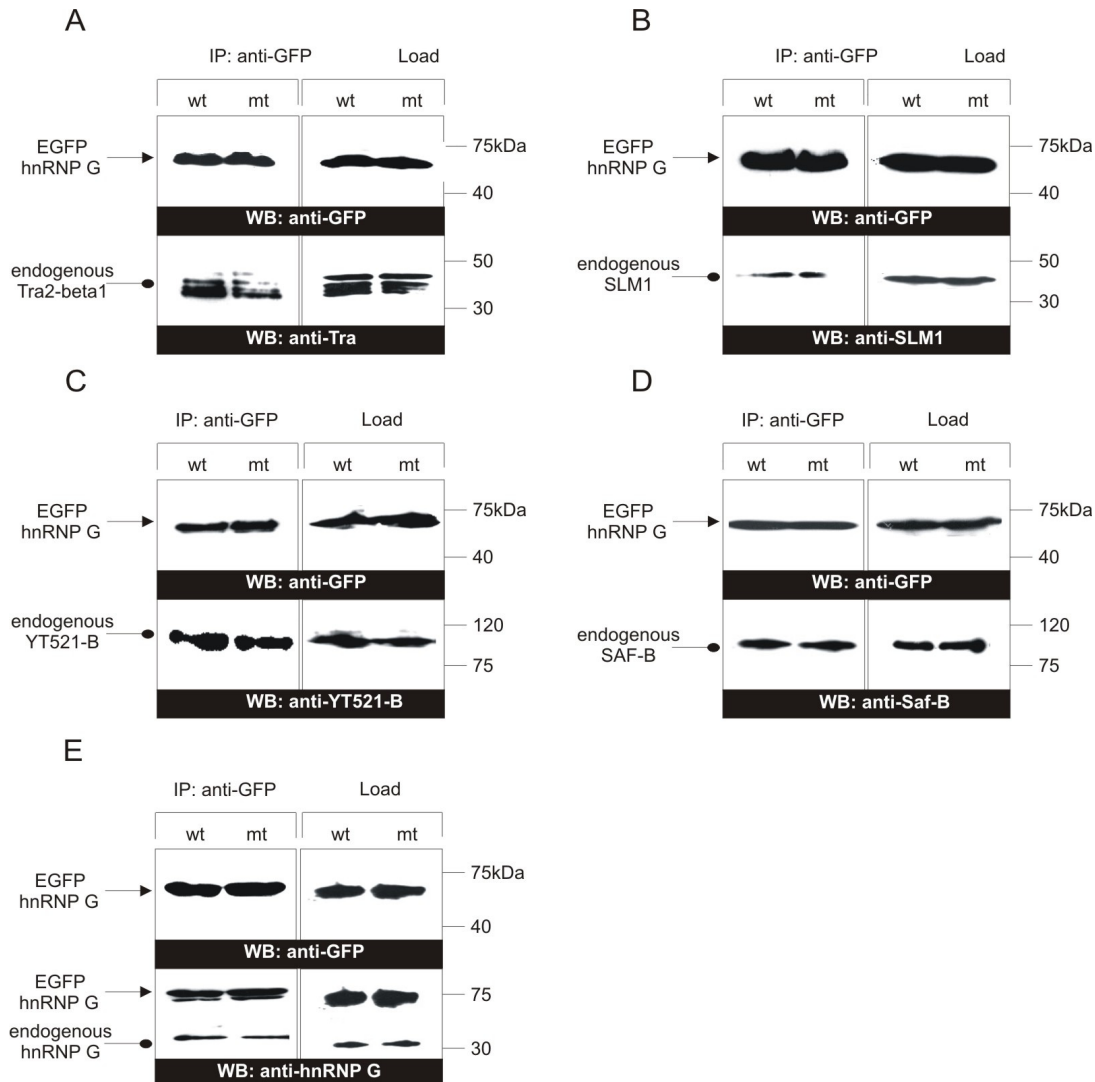 A
IP: anti-GFP Load
wt mt wt mt
EGFP
hnRNP G
75kDa
40
WB: anti-GFP
endogenous
Tra2-beta1
50
30
WB: anti-Tra
B
IP: anti-GFP Load
wt mt wt mt
EGFP
hnRNP G
75kDa
40
WB: anti-GFP
endogenous
SLM1
50
30
WB: anti-SLM1
C
IP: anti-GFP Load
wt mt wt mt
EGFP
hnRNP G
75kDa
40
WB: anti-GFP
endogenous
YT521-B
120
75
WB: anti-YT521-B
D
IP: anti-GFP Load
wt mt wt mt
EGFP
hnRNP G
75kDa
40
WB: anti-GFP
endogenous
SAF-B
120
75
WB: anti-Saf-B
E
IP: anti-GFP Load
wt mt wt mt
EGFP
hnRNP G
75kDa
40
WB: anti-GFP
EGFP
hnRNP G
75
endogenous
hnRNP G
30
WB: anti-hnRNP G